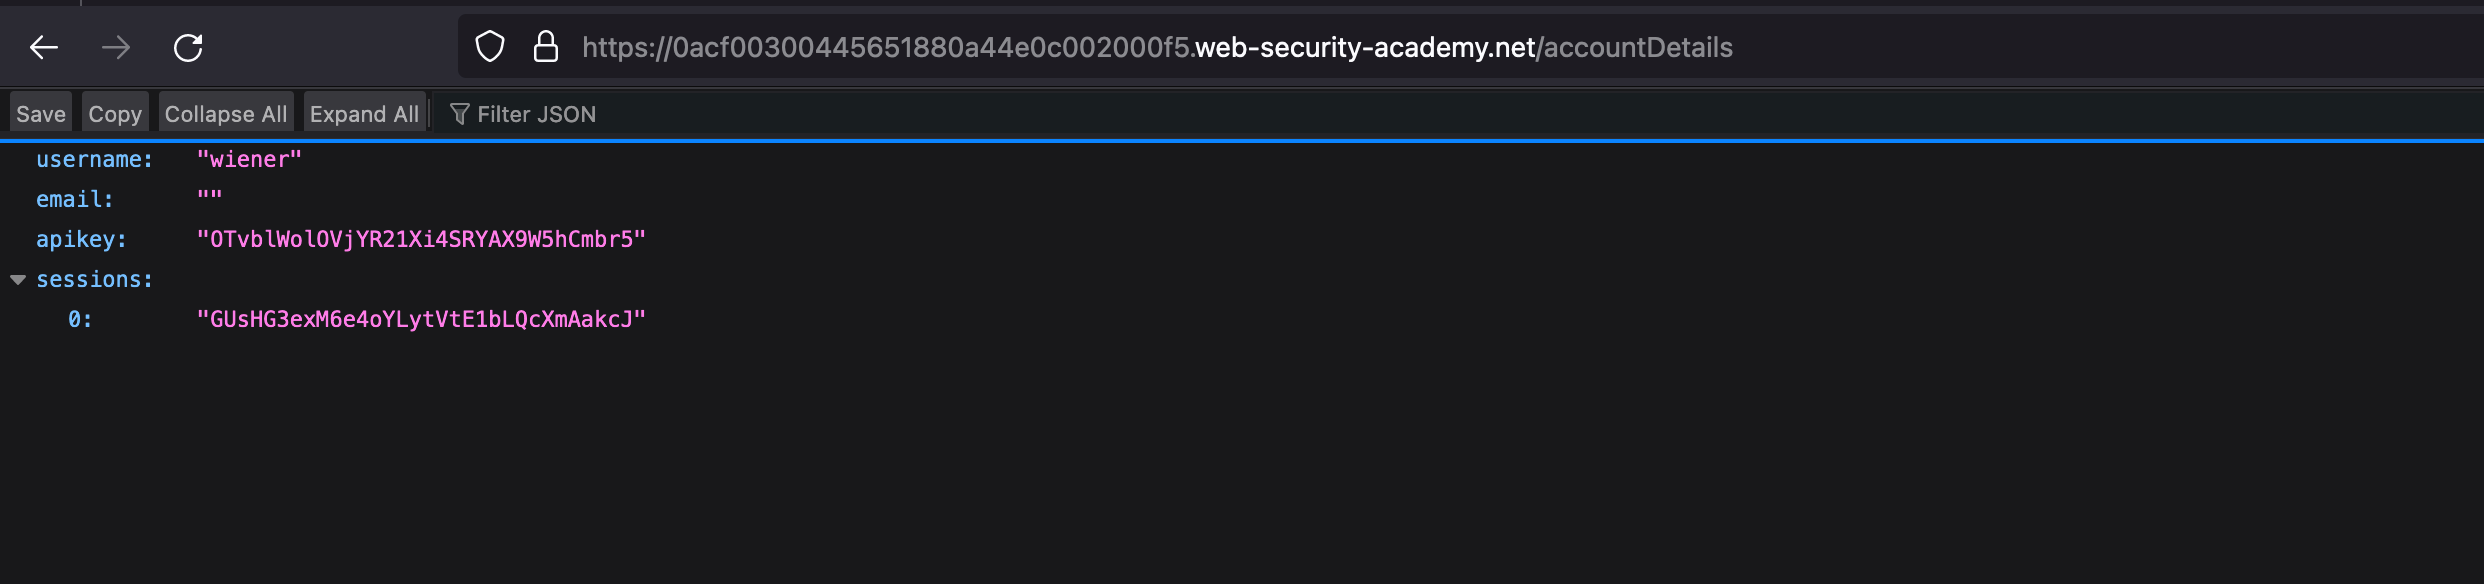 https://0acf00300445651880a44e0c002000f5.web-security-academy.net/accountDetails
Save Copy Collapse All Expand All Filter JSON
username: "wiener"
email: ""
apikey: "OTvblWolOVjYR21Xi4SRYAX9W5hCmbr5"
sessions:
0: "GUsHG3exM6e4oYLytVtE1bLQcXmAakcJ"